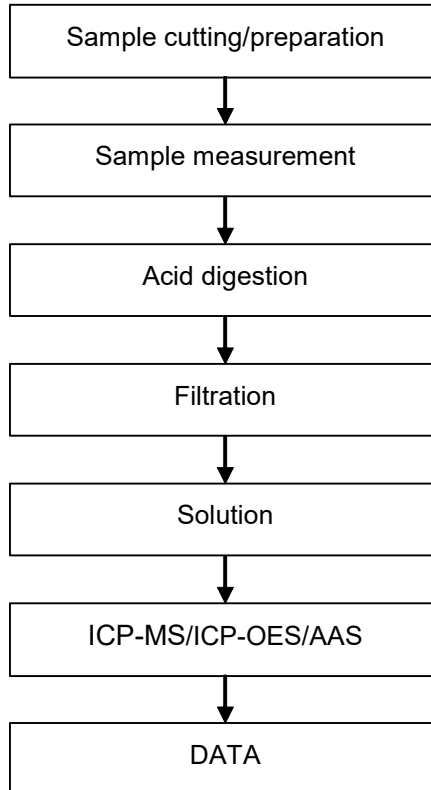 Sample cutting/preparation
Sample measurement
Acid digestion
Filtration
Solution
ICP-MS/ICP-OES/AAS
DATA